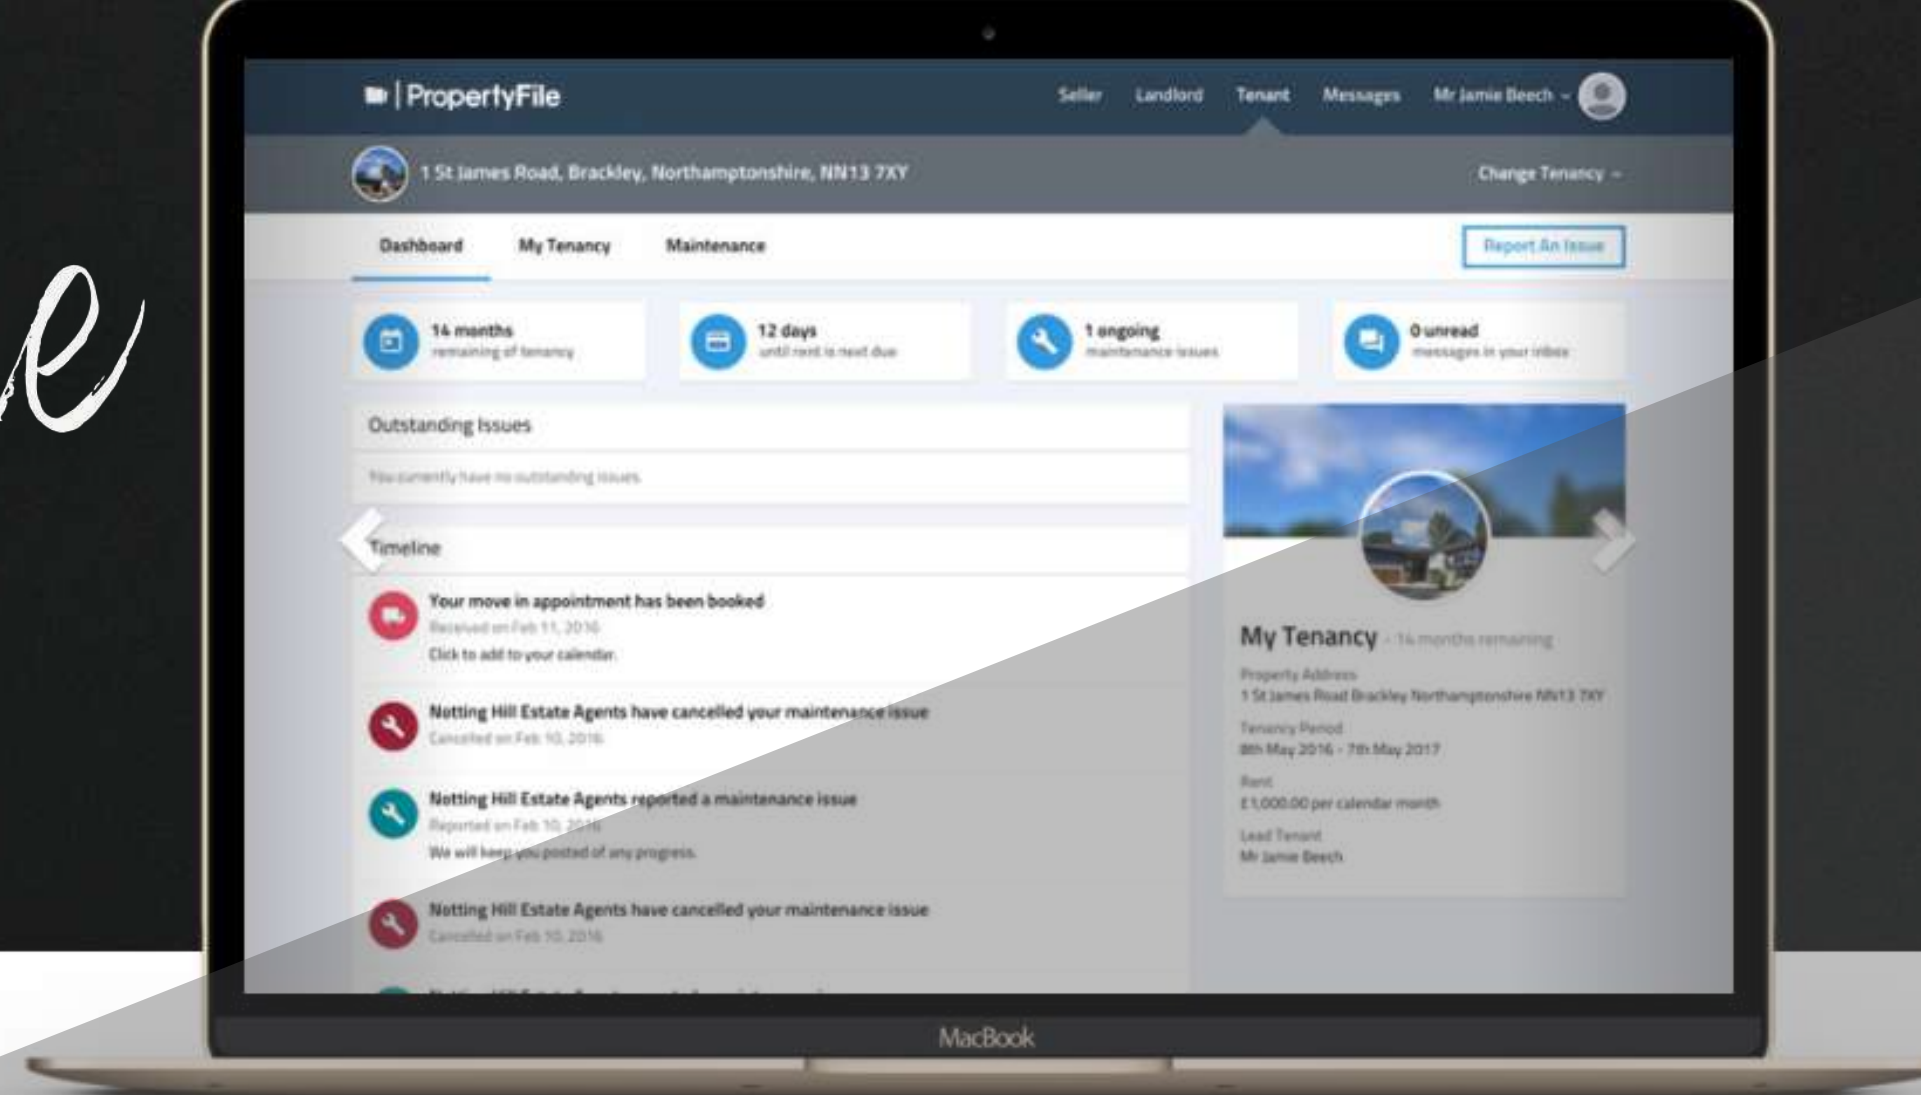 e
PropertyFile
Seller Landlord Tenant Messages Mr Jamie Beech
1 St James Road, Brackley, Northamptonshire, NN13 7XY
Change Tenancy
Dashboard My Tenancy Maintenance
Report An Issue
14 months
remaining of tenancy
12 days
until rent is next due
1 ongoing
maintenance issues
0 unread
messages in your inbox
Outstanding Issues
You currently have no outstanding issues.
Timeline
Your move in appointment has been booked
Received on Feb 11, 2016
Click to add to your calendar.
Notting Hill Estate Agents have cancelled your maintenance issue
Cancelled on Feb 10, 2016
Notting Hill Estate Agents reported a maintenance issue
Reported on Feb 10, 2016
We will keep you posted of any progress.
Notting Hill Estate Agents have cancelled your maintenance issue
Cancelled on Feb 10, 2016
My Tenancy - 14 months remaining
Property Address
1 St James Road Brackley Northamptonshire NN13 7XY
Tenancy Period
8th May 2016 - 7th May 2017
Rent
£1,000.00 per calendar month
Lead Tenant
Mr Jamie Beech
MacBook